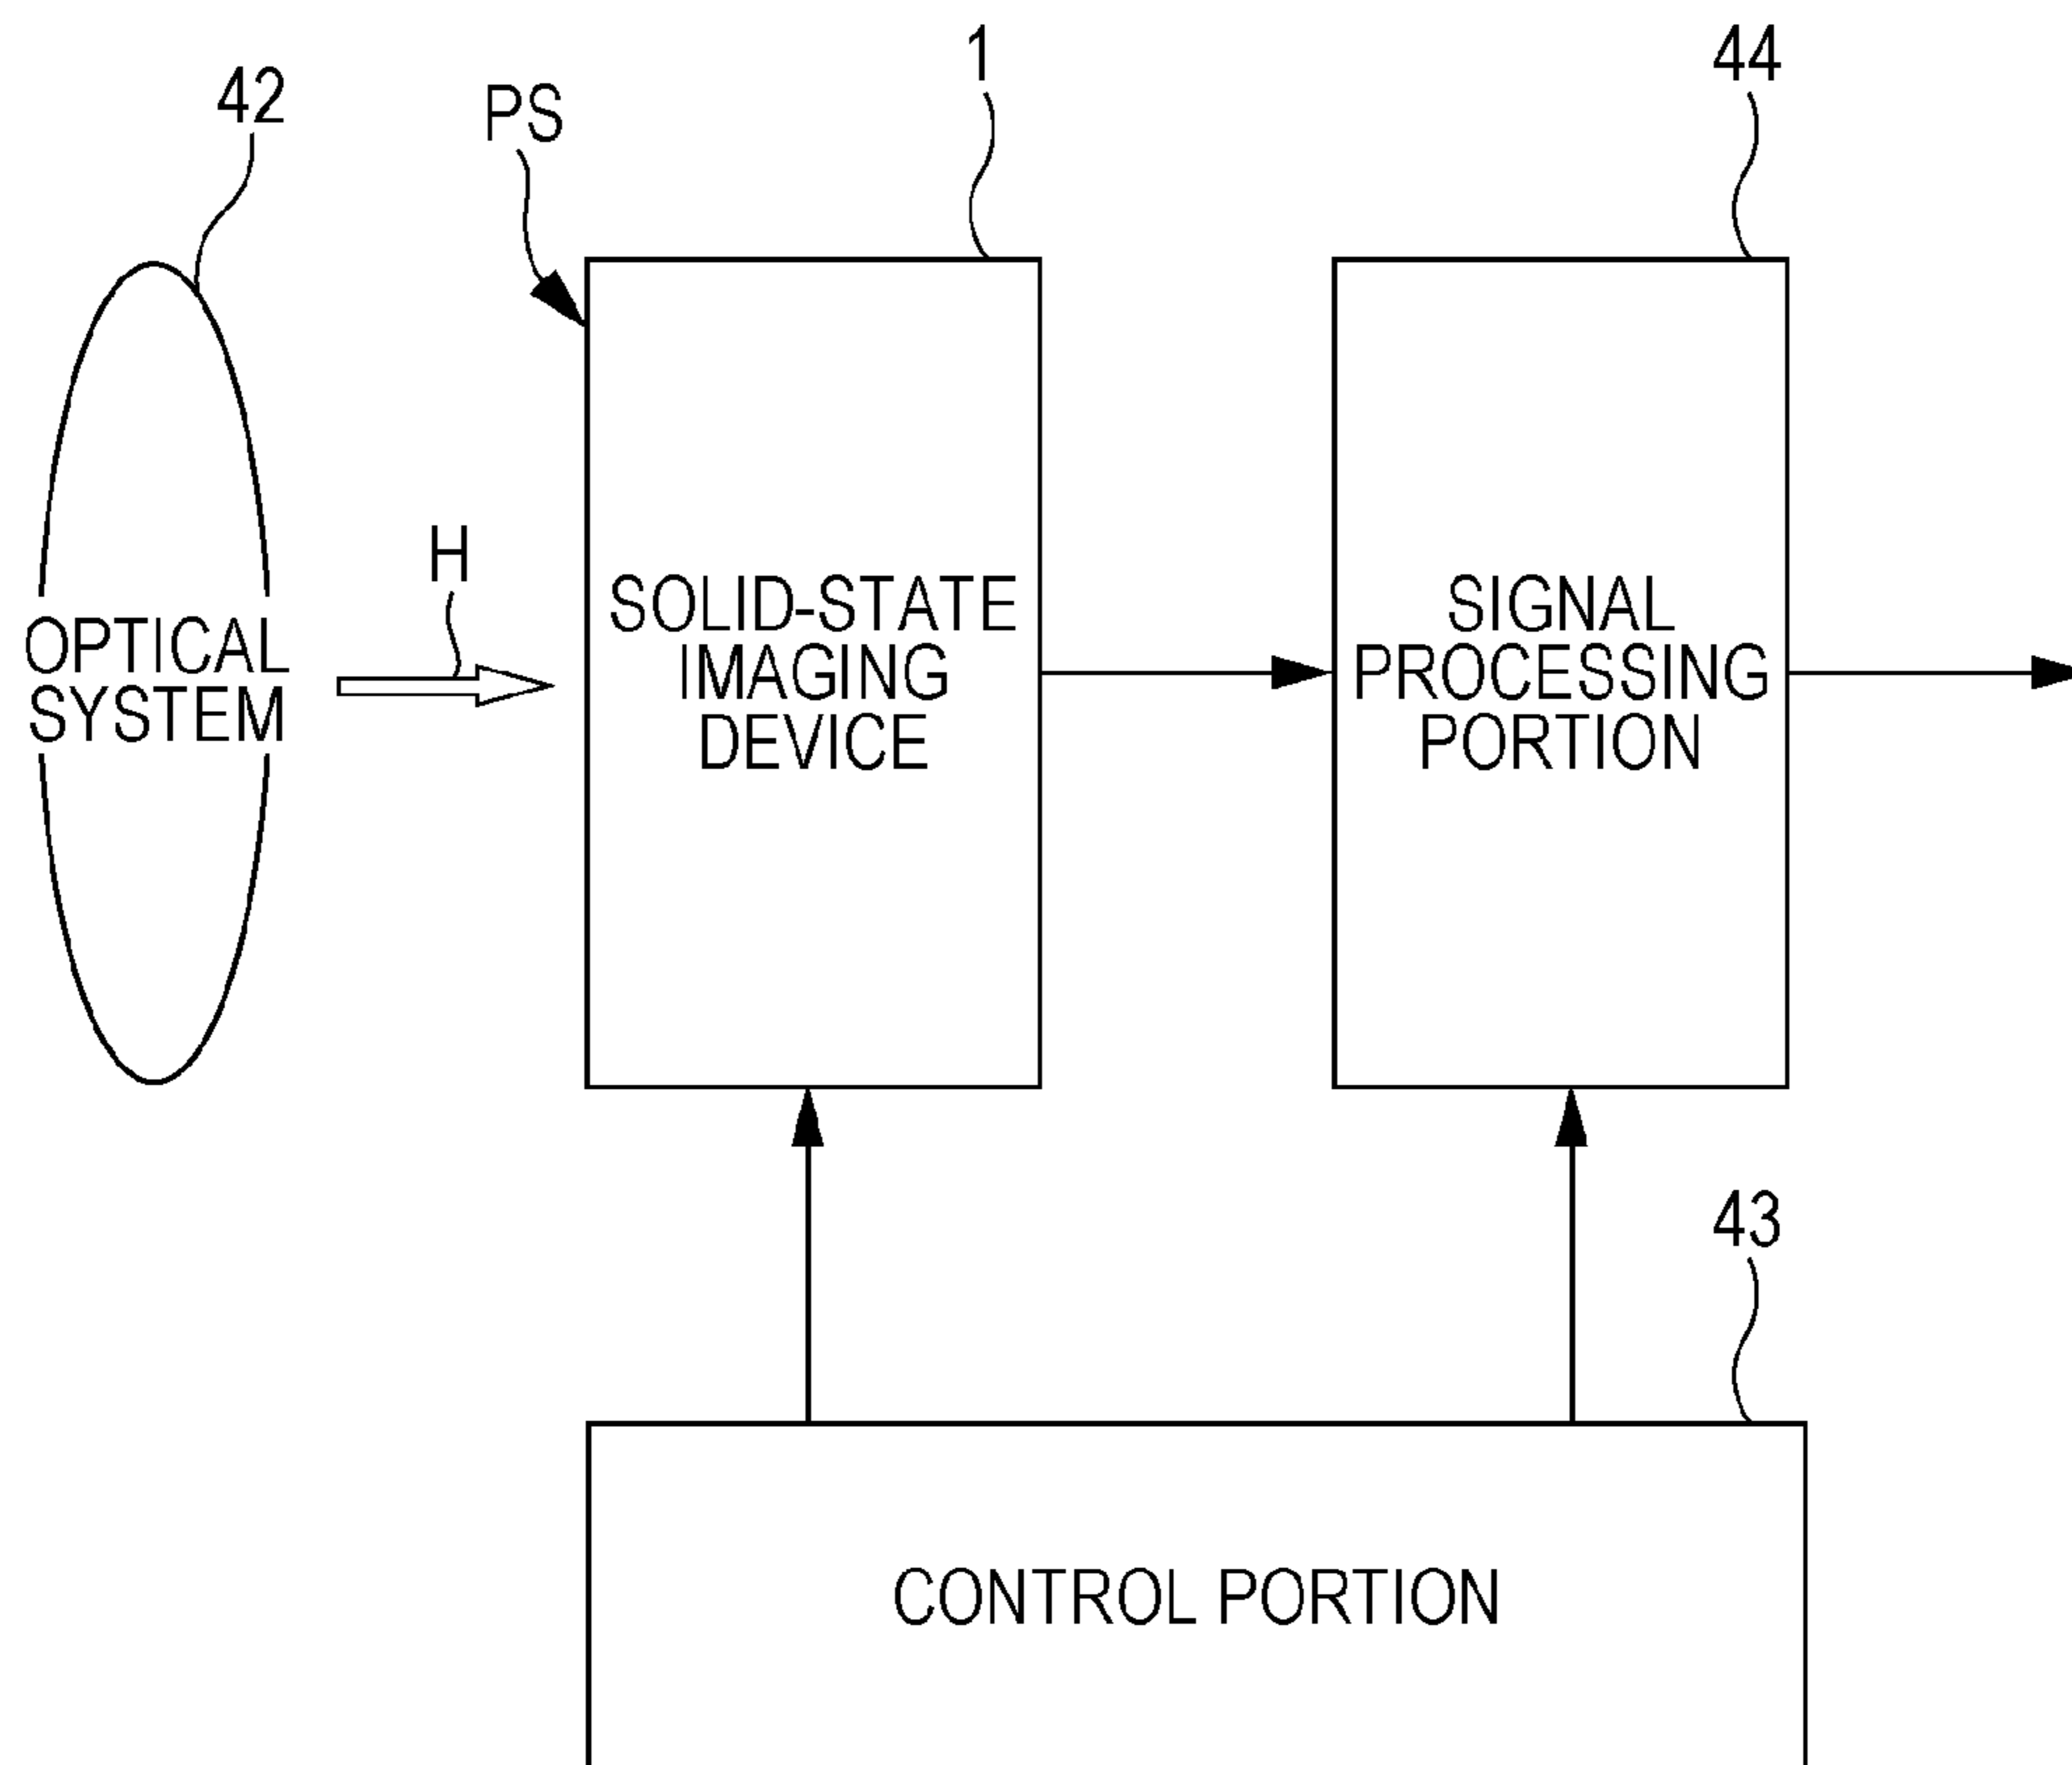 42
PS
1
44
H
OPTICAL
SYSTEM
SOLID-STATE
IMAGING
DEVICE
SIGNAL
PROCESSING
PORTION
43
CONTROL PORTION